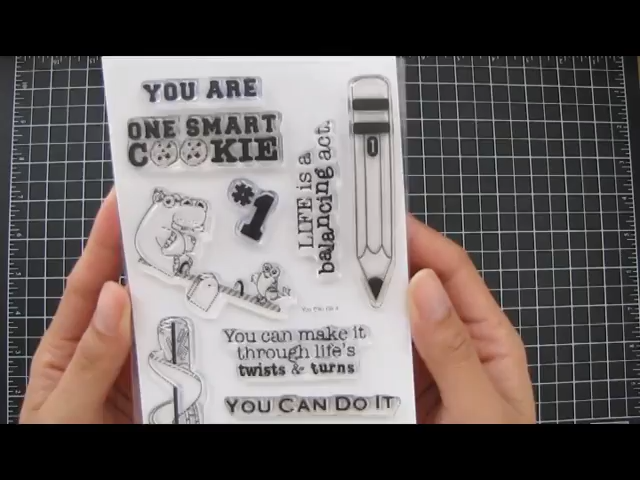 YOU ARE
ONE SMART
COOKIE
#1
LIFE is a
balancing act.
1
You can make it
through life's
twists & turns
YOU CAN DO IT